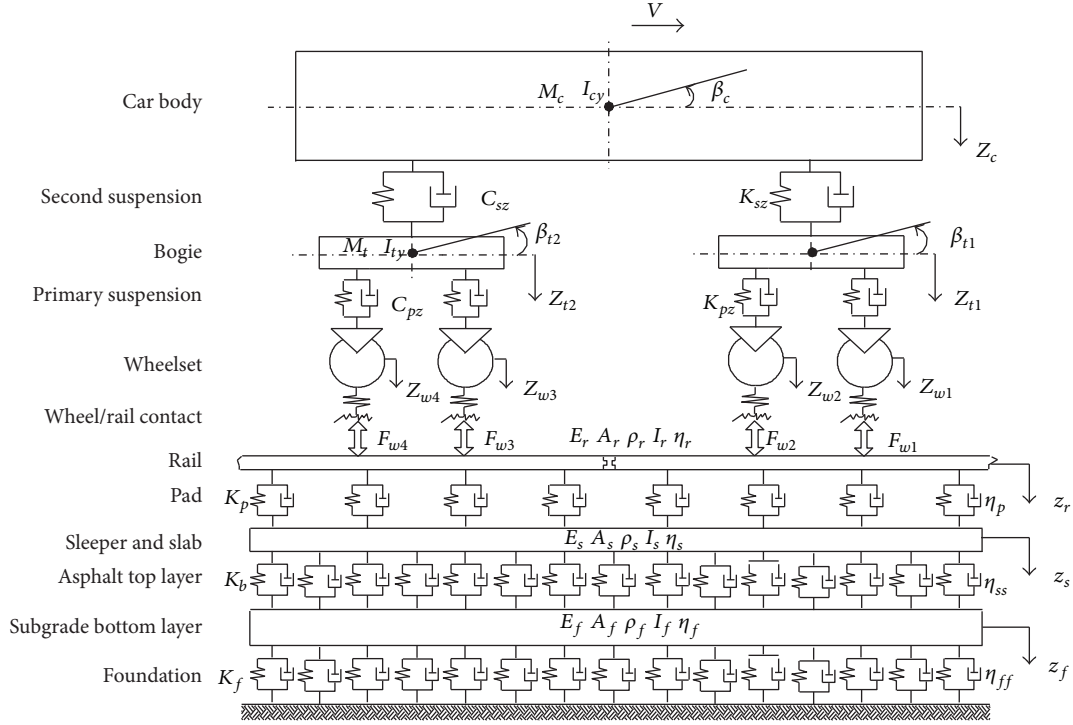 V
Car body
M_c I_cy β_c
Z_c
Second suspension
C_sz K_sz
Bogie
M_t I_ty β_t2 β_t1
Z_t2 Z_t1
Primary suspension
C_pz K_pz
Wheelset
Z_w4 Z_w3 Z_w2 Z_w1
Wheel/rail contact
F_w4 F_w3 F_w2 F_w1
Rail
E_r A_r ρ_r I_r η_r
Pad
K_p η_p z_r
Sleeper and slab
E_s A_s ρ_s I_s η_s
Asphalt top layer
K_b η_ss z_s
Subgrade bottom layer
E_f A_f ρ_f I_f η_f
Foundation
K_f η_ff z_f